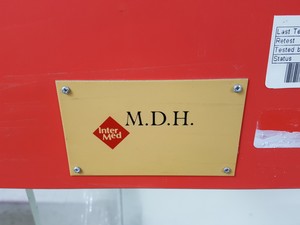 Last Te
Retest
Tested b
Status
M.D.H.
Inter
Med